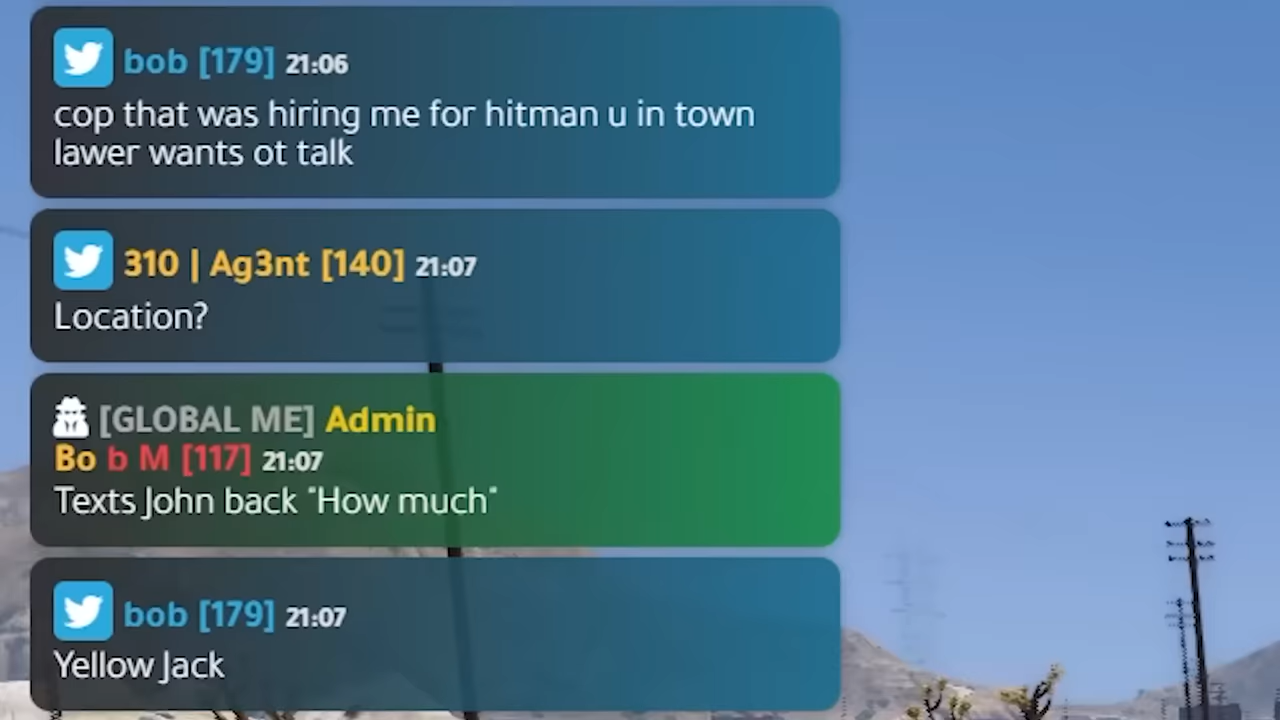 bob [179] 21:06
cop that was hiring me for hitman u in town
lawer wants ot talk
310 | Ag3nt [140] 21:07
Location?
[GLOBAL ME] Admin
Bo b M [117] 21:07
Texts John back "How much"
bob [179] 21:07
Yellow Jack